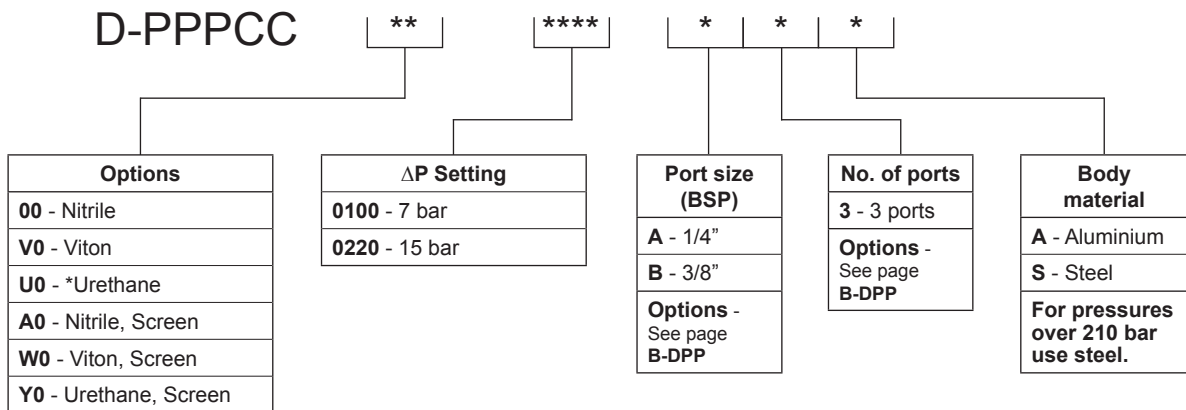 D-PPPCC ** **** * * *
Options
00 - Nitrile
V0 - Viton
U0 - *Urethane
A0 - Nitrile, Screen
W0 - Viton, Screen
Y0 - Urethane, Screen
∆P Setting
0100 - 7 bar
0220 - 15 bar
Port size
(BSP)
A - 1/4”
B - 3/8”
Options -
See page
B-DPP
No. of ports
3 - 3 ports
Options -
See page
B-DPP
Body
material
A - Aluminium
S - Steel
For pressures
over 210 bar
use steel.